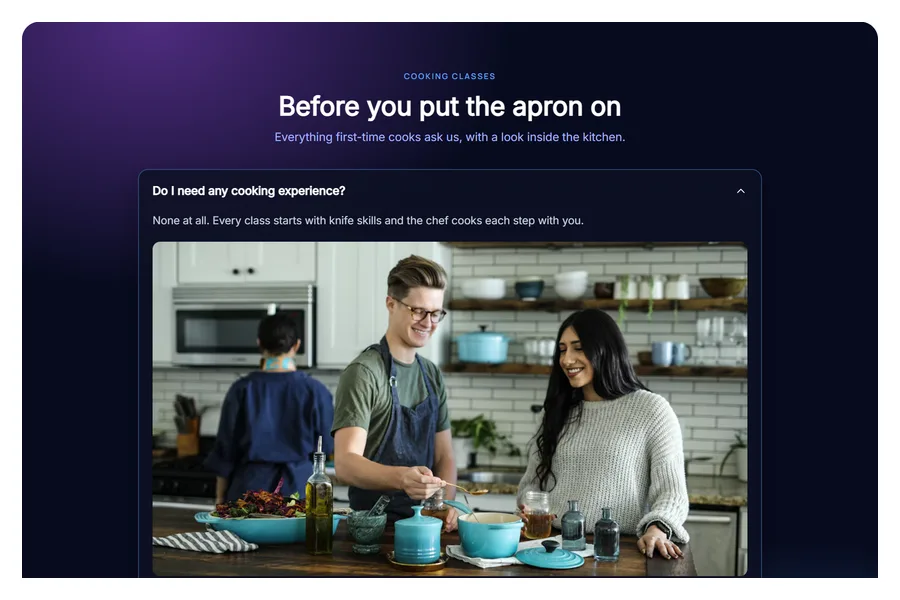 COOKING CLASSES
Before you put the apron on
Everything first-time cooks ask us, with a look inside the kitchen.
Do I need any cooking experience?
None at all. Every class starts with knife skills and the chef cooks each step with you.